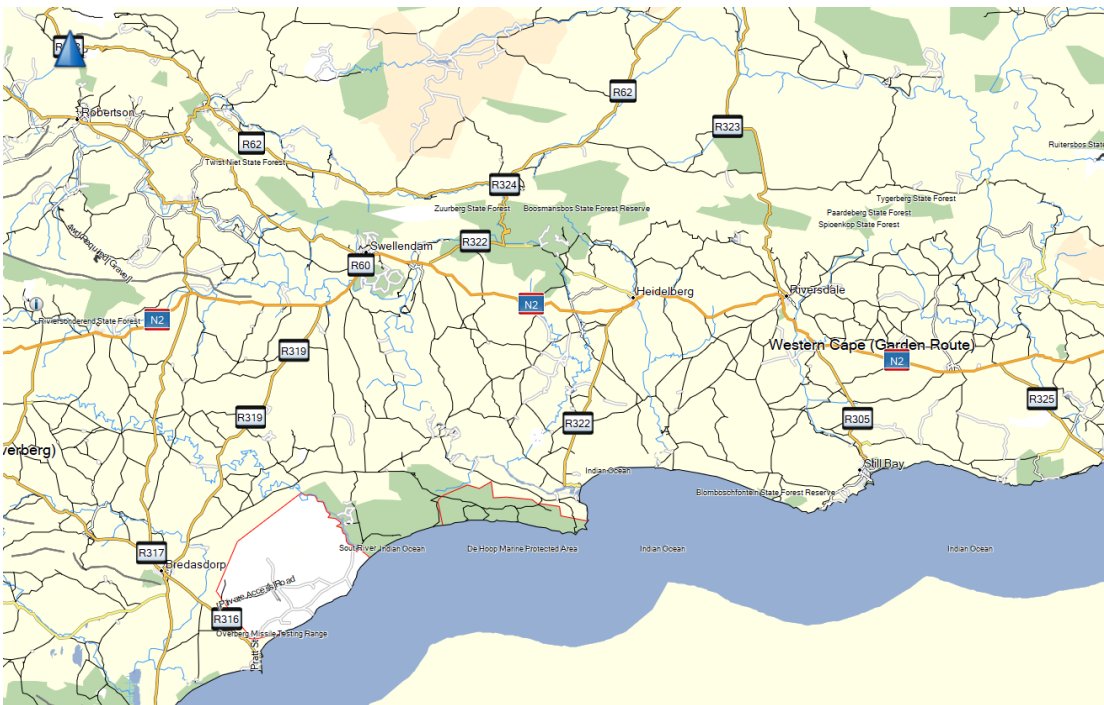 R62
Robertson
R323
R62
Ruitersbos State
Twist Niet State Forest
R324
Tygerberg State Forest
Zuurberg State Forest
Boosmansbos State Forest Reserve
Paardeberg State Forest
Spioenkop State Forest
Swellendam
R322
R60
Heidelberg
Riversdale
N2
Riviersonderend State Forest
N2
Western Cape (Garden Route)
R319
N2
R325
R319
R322
R305
verberg)
Still Bay
Indian Ocean
Blomboschfontein State Forest Reserve
Sout River
Indian Ocean
De Hoop Marine Protected Area
Indian Ocean
Indian Ocean
R317
Bredasdorp
(Private Access) Road
R316
Overberg Missile Testing Range
Pratt St